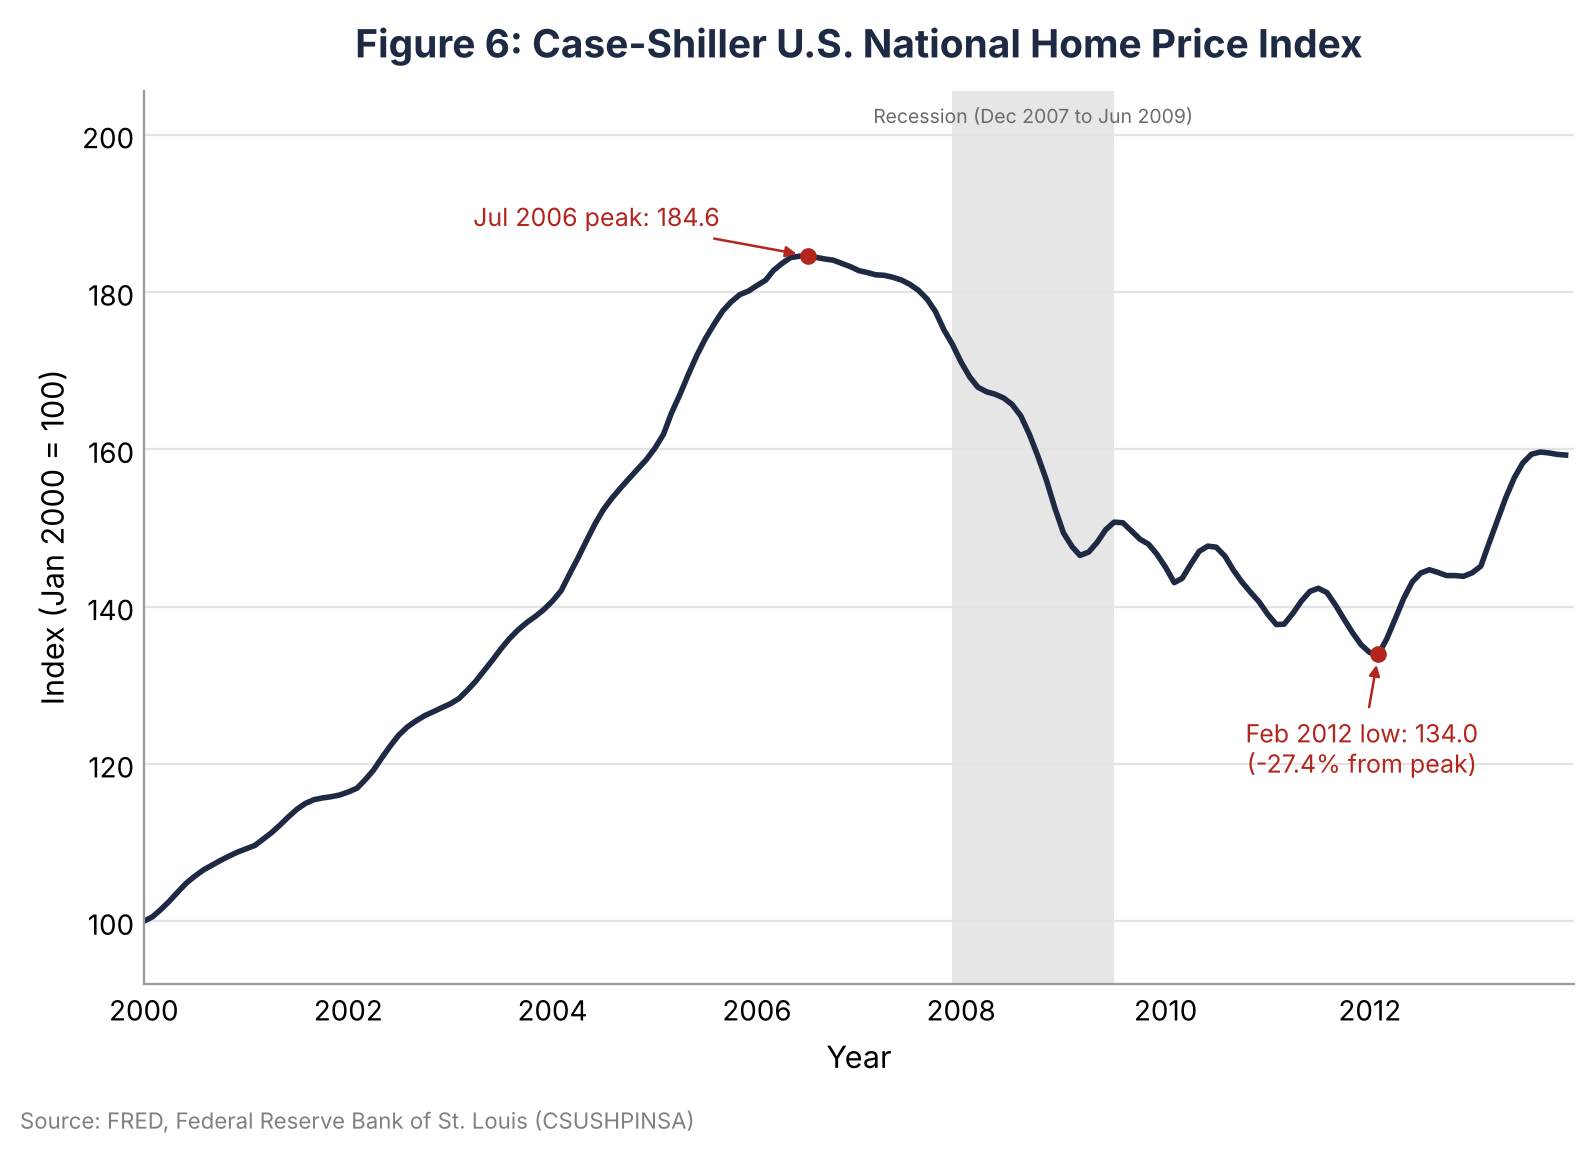 Figure 6: Case-Shiller U.S. National Home Price Index
Recession (Dec 2007 to Jun 2009)
200
Jul 2006 peak: 184.6
180
160
Index (Jan 2000 = 100)
140
Feb 2012 low: 134.0
(-27.4% from peak)
120
100
2000 2002 2004 2006 2008 2010 2012
Year
Source: FRED, Federal Reserve Bank of St. Louis (CSUSHPINSA)